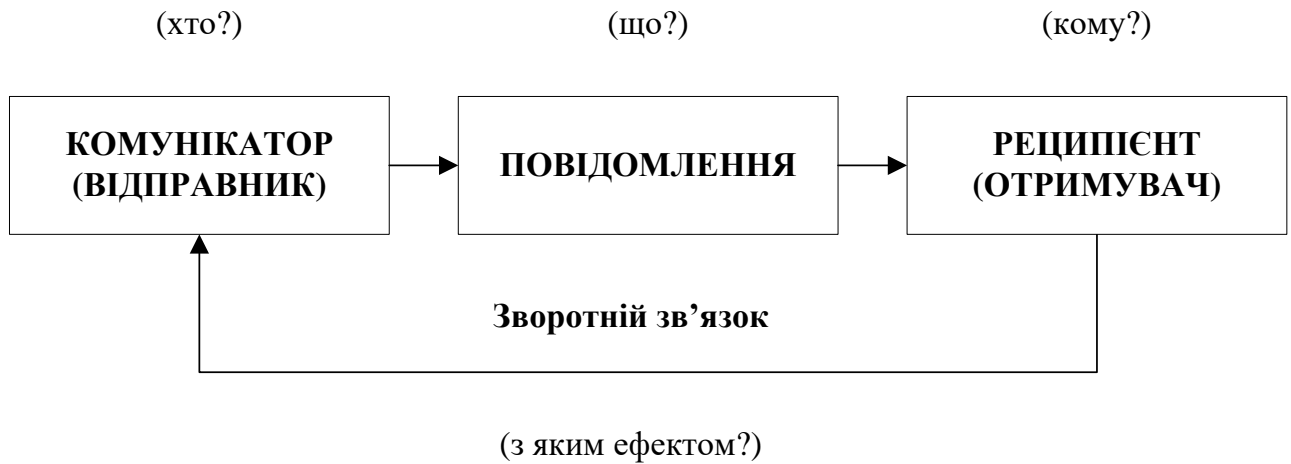 (хто?)
(що?)
(кому?)
КОМУНІКАТОР
(ВІДПРАВНИК)
ПОВІДОМЛЕННЯ
РЕЦИПІЄНТ
(ОТРИМУВАЧ)
Зворотній зв’язок
(з яким ефектом?)